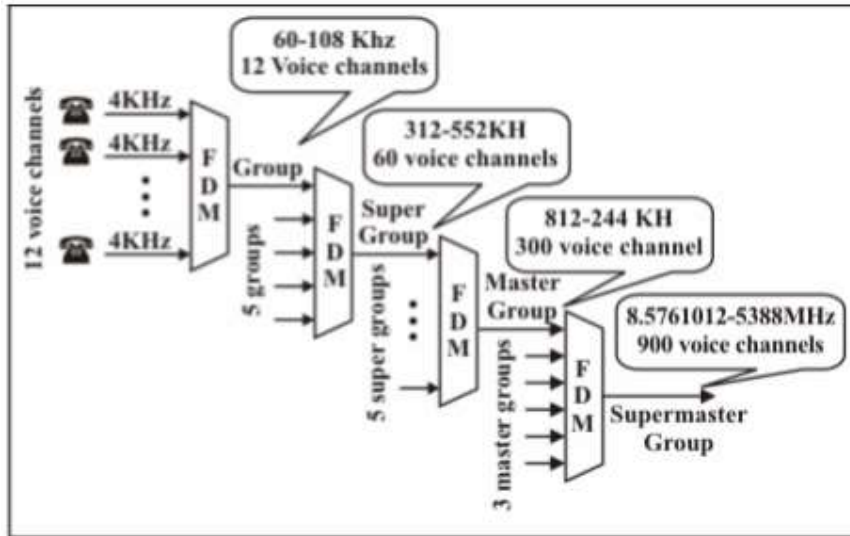 60-108 Khz
12 Voice channels
12 voice channels
4KHz
4KHz
4KHz
F
D
M
Group
312-552KH
60 voice channels
5 groups
F
D
M
Super
Group
812-244 KH
300 voice channel
5 super groups
F
D
M
Master
Group
8.5761012-5388MHz
900 voice channels
3 master groups
F
D
M
Supermaster
Group